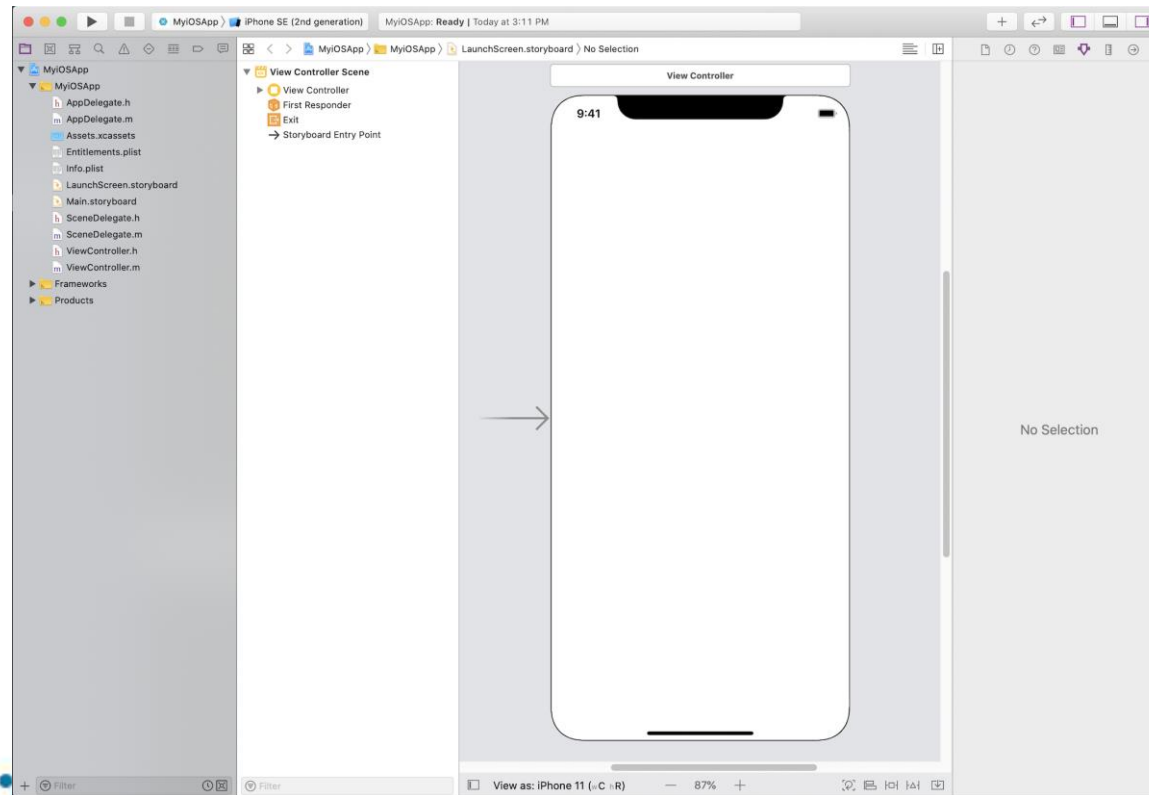 MyiOSApp iPhone SE (2nd generation) MyiOSApp: Ready | Today at 3:11 PM
MyiOSApp MyiOSApp LaunchScreen.storyboard No Selection
MyiOSApp
MyiOSApp
h AppDelegate.h
m AppDelegate.m
Assets.xcassets
Entitlements.plist
Info.plist
LaunchScreen.storyboard
Main.storyboard
h SceneDelegate.h
m SceneDelegate.m
h ViewController.h
m ViewController.m
Frameworks
Products
Filter
View Controller Scene
View Controller
First Responder
Exit
Storyboard Entry Point
Filter
View Controller
9:41
View as: iPhone 11 (wC hR) — 87% +
No Selection